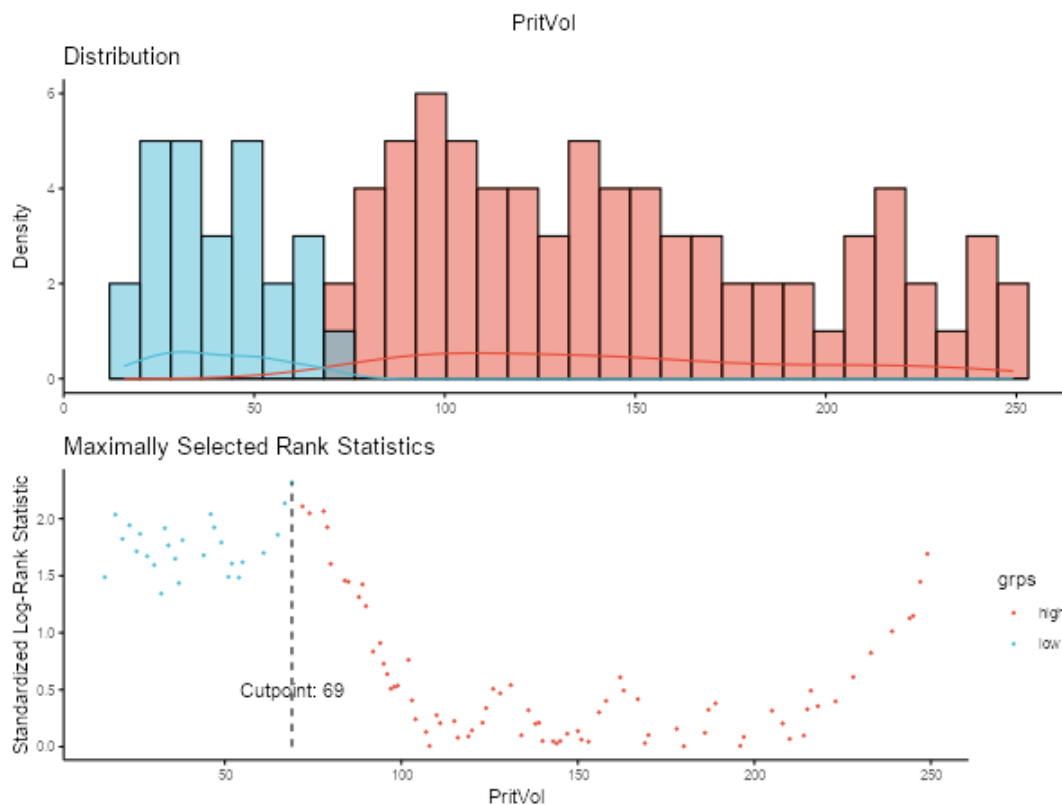 PritVol
Distribution
6
4
2
0
Density
0 50 100 150 200 250
Maximally Selected Rank Statistics
2.0
1.5
1.0
0.5
0.0
Standardized Log-Rank Statistic
Cutpoint: 69
grps
high
low
50 100 150 200 250
PritVol